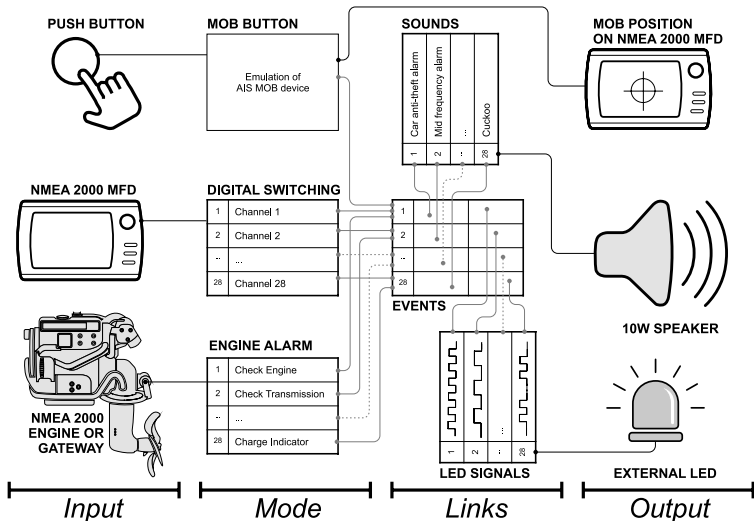 PUSH BUTTON
MOB BUTTON
SOUNDS
MOB POSITION
ON NMEA 2000 MFD
Emulation of
AIS MOB device
Car anti-theft alarm
Mid frequency alarm
...
Cuckoo
1
2
..
28
NMEA 2000 MFD
DIGITAL SWITCHING
1 Channel 1
2 Channel 2
.. ...
28 Channel 28
1
2
..
28
EVENTS
10W SPEAKER
ENGINE ALARM
1 Check Engine
2 Check Transmission
.. ...
28 Charge Indicator
NMEA 2000
ENGINE OR
GATEWAY
...
1
2
..
28
LED SIGNALS
EXTERNAL LED
Input
Mode
Links
Output